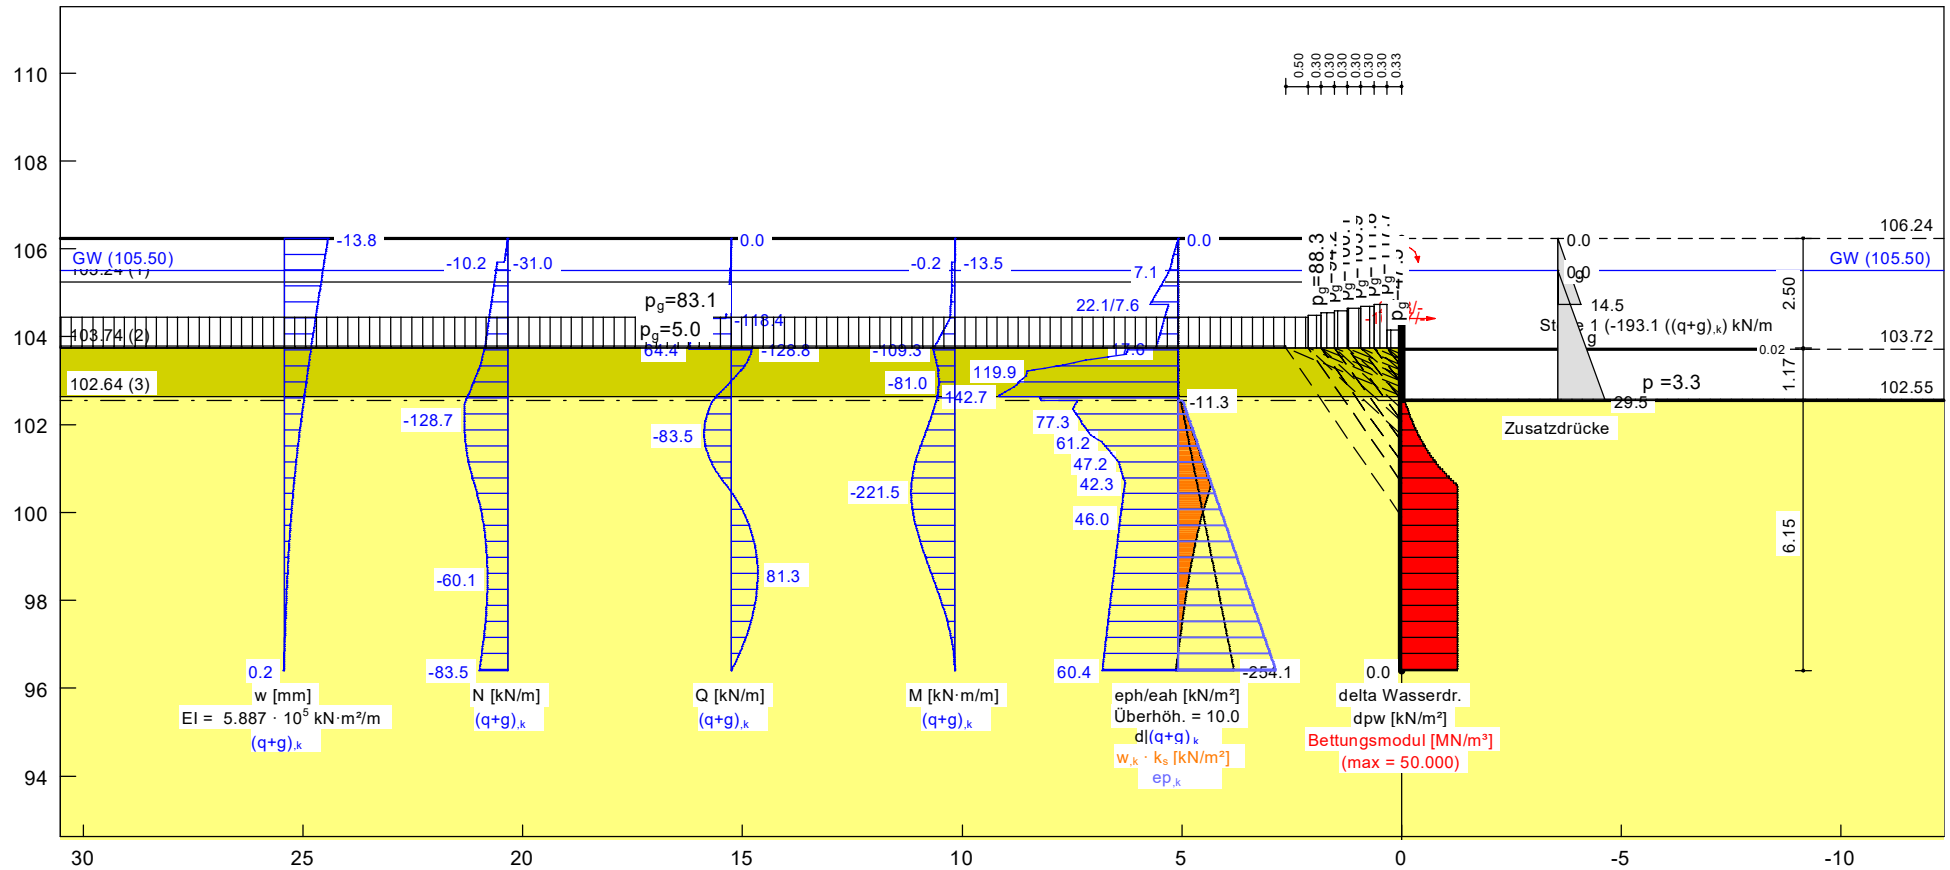 0.50 0.30 0.30 0.30 0.30 0.30 0.30 0.33
110
108
106
104
102
100
98
96
94
106.24
GW (105.50)
GW (105.50)
103.74 (2)
103.72
102.64 (3)
102.55
-13.8
-10.2
-31.0
0.0
-0.2
-13.5
0.0
7.1
22.1/7.6
0.0
0.0
14.5
pg=83.1
pg=5.0
pg=88.3
-118.4
64.4
-128.8
-109.3
17.6
119.9
-81.0
142.7
-11.3
-128.7
-83.5
77.3
61.2
47.2
42.3
-221.5
46.0
-60.1
81.3
0.2
-83.5
60.4
-254.1
0.0
(-193.1 ((q+g),k) kN/m
0.02
p =3.3
29.5
Zusatzdrücke
2.50
1.17
6.15
w [mm]
EI = 5.887 · 10⁵ kN·m²/m
(q+g),k
N [kN/m]
(q+g),k
Q [kN/m]
(q+g),k
M [kN·m/m]
(q+g),k
eph/eah [kN/m²]
Überhöh. = 10.0
(q+g),k
w,k · ks [kN/m²]
ep,k
delta Wasserdr.
dpw [kN/m²]
Bettungsmodul [MN/m³]
(max = 50.000)
30 25 20 15 10 5 0 -5 -10